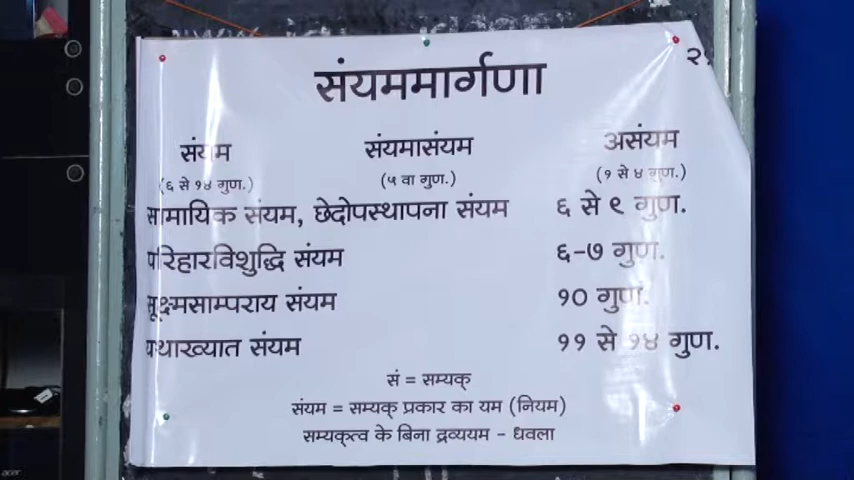 संयममार्गणा
संयम संयमासंयम असंयम
(६ से १४ गुण.) (५ वा गुण.) (१ से ४ गुण.)
सामायिक संयम, छेदोपस्थापना संयम ६ से ९ गुण.
परिहारविशुद्धि संयम ६-७ गुण.
सूक्ष्मसाम्पराय संयम १० गुण.
यथाख्यात संयम ११ से १४ गुण.
सं = सम्यक्
संयम = सम्यक् प्रकार का यम (नियम)
सम्यक्त्व के बिना द्रव्ययम - धवला
acer